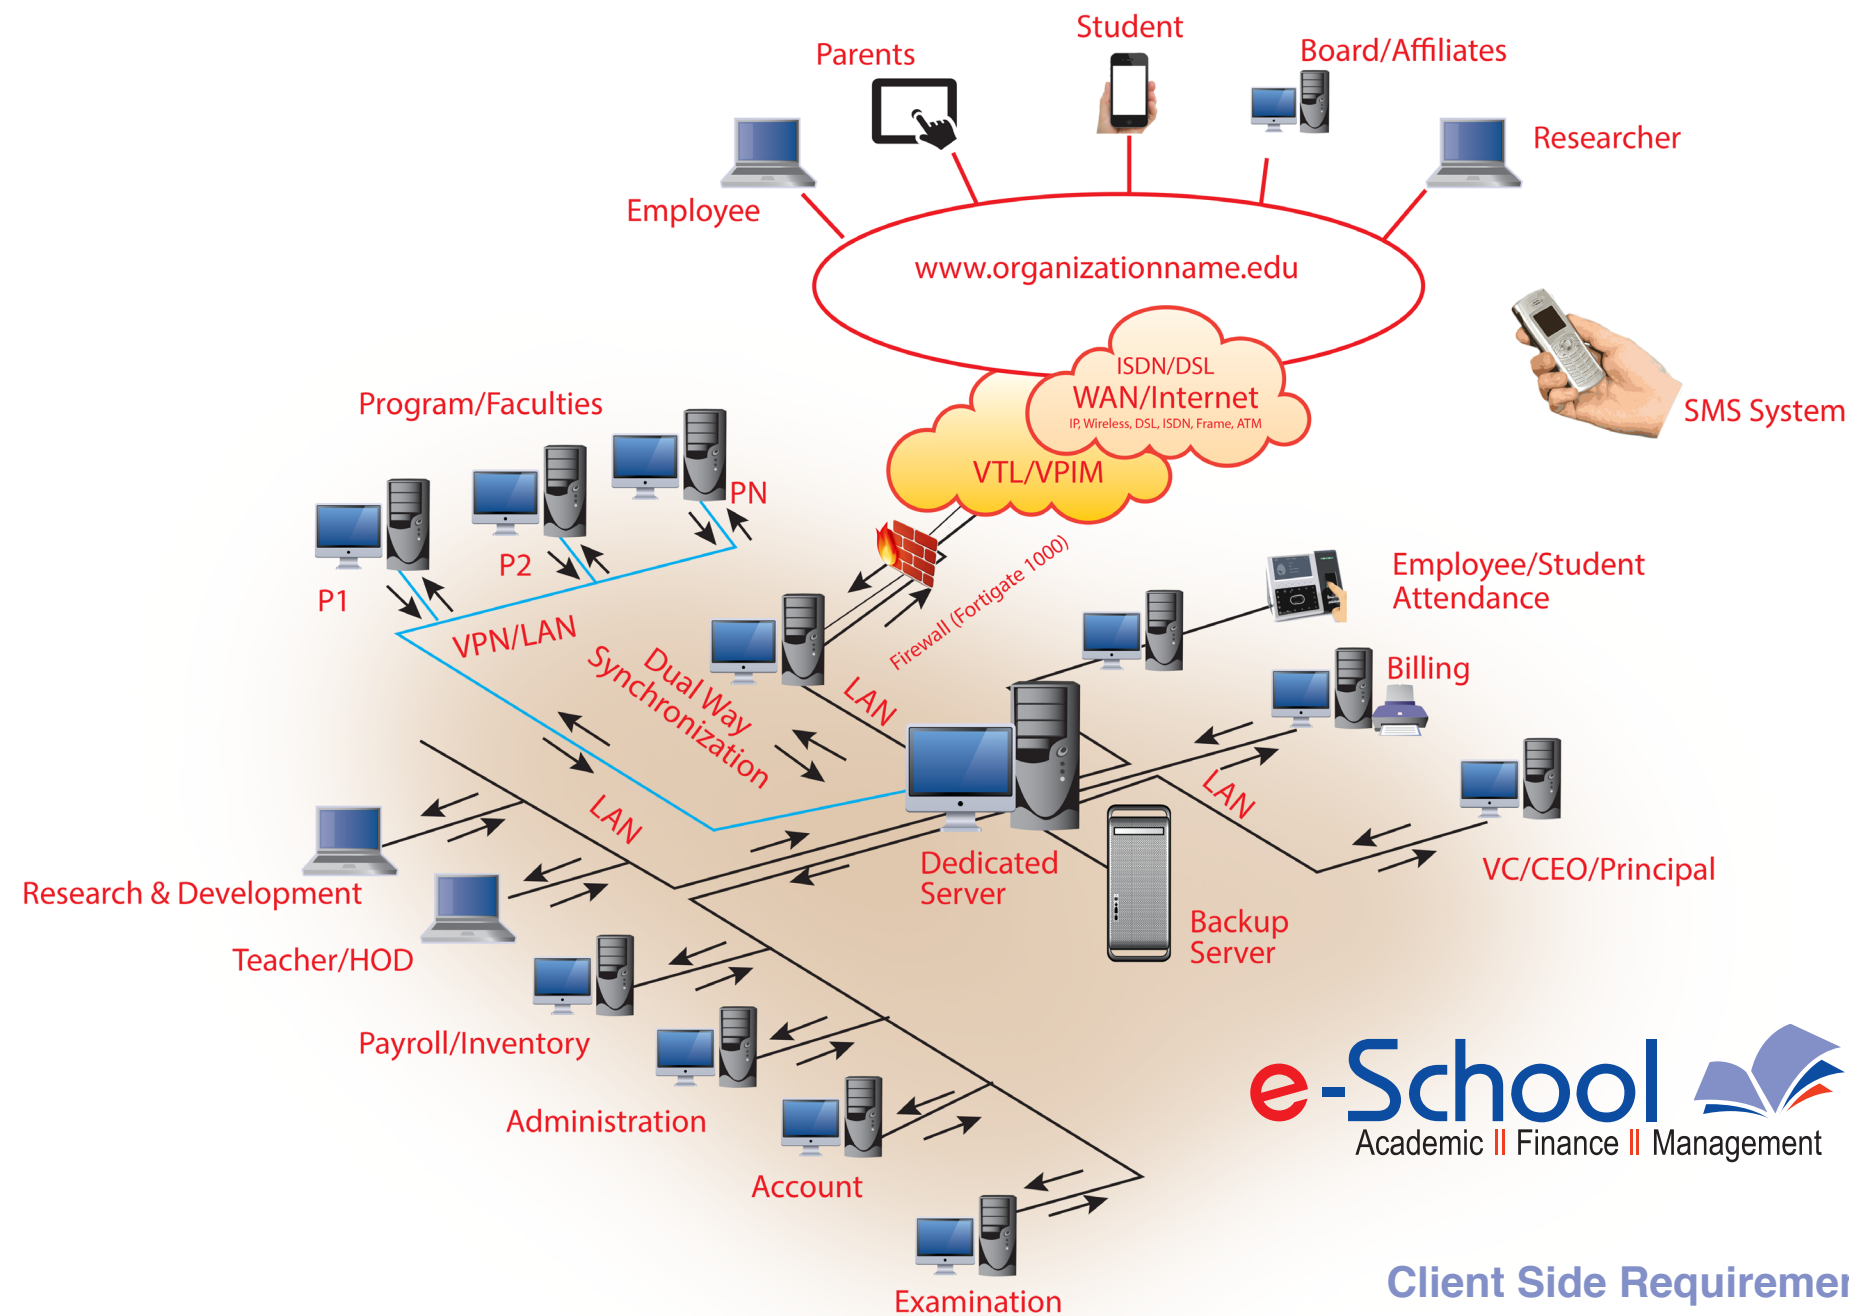 Student
Parents
Board/Affiliates
Researcher
Employee
www.organizationname.edu
ISDN/DSL
WAN/Internet
IP, Wireless, DSL, ISDN, Frame, ATM
SMS System
VTL/VPIM
Program/Faculties
PN
P2
P1
VPN/LAN
Firewall (Fortigate 1000)
Employee/Student
Attendance
Dual Way
Synchronization
LAN
Billing
LAN
LAN
VC/CEO/Principal
Dedicated
Server
Backup
Server
Research & Development
Teacher/HOD
Payroll/Inventory
Administration
Account
Examination
e-School
Academic || Finance || Management
Client Side Requiremen